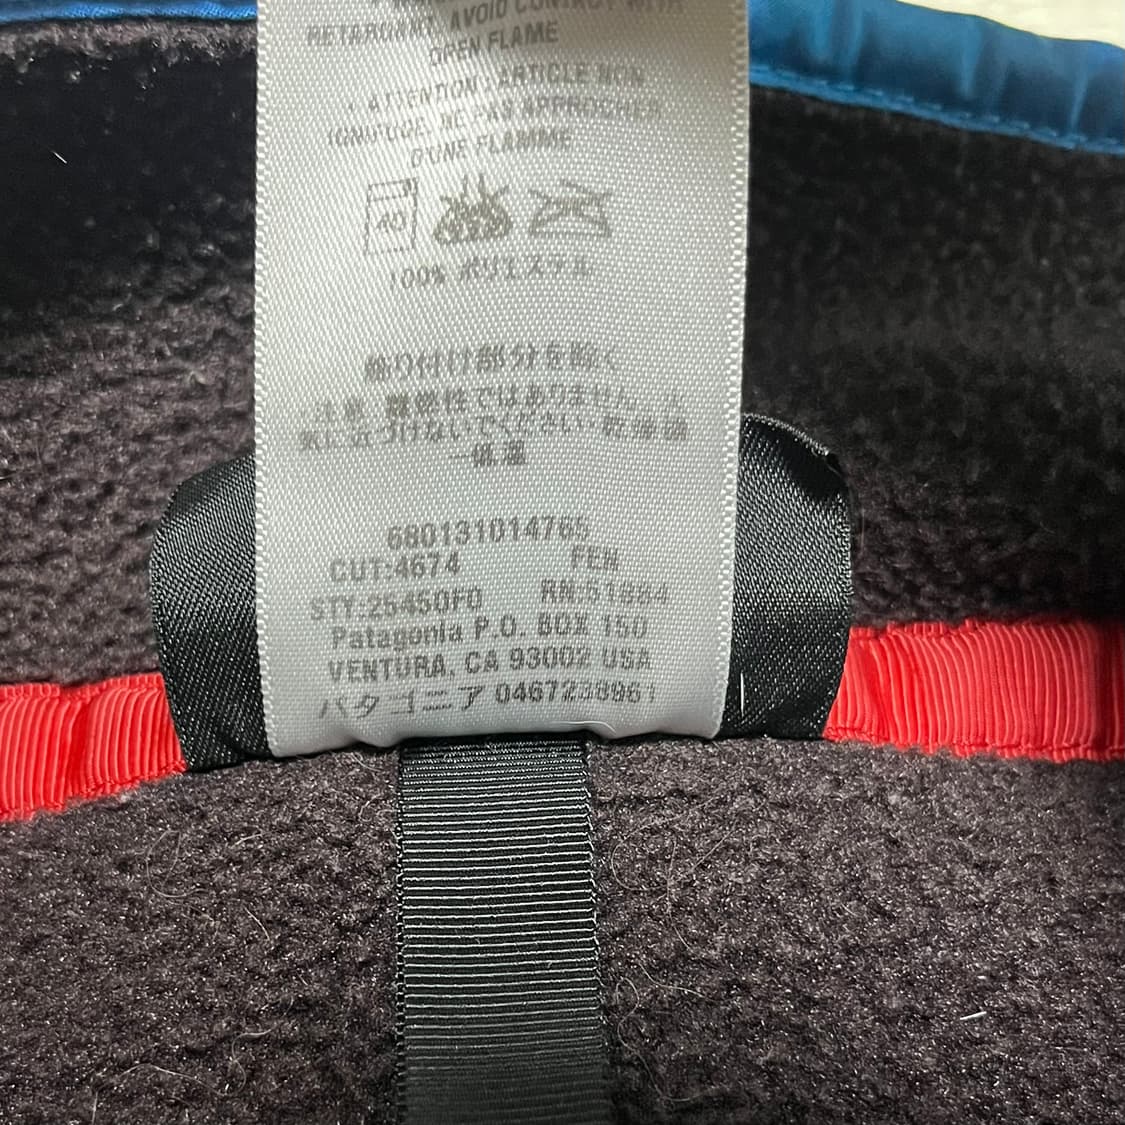 RETARDANT, AVOID CONTACT WITH
OPEN FLAME
• ATTENTION : ARTICLE NON
IGNIFUGE. NE PAS APPROCHER
D'UNE FLAMME
40
100% ポリエステル
飾り付け部分を除く
注意 難燃性ではありません。
気に近づけないでください 乾燥機
－低温
680131014765
CUT:4674 FEN
STY:25450F0 RN:51884
Patagonia P.O. BOX 150
VENTURA, CA 93002 USA
パタゴニア 0467238961